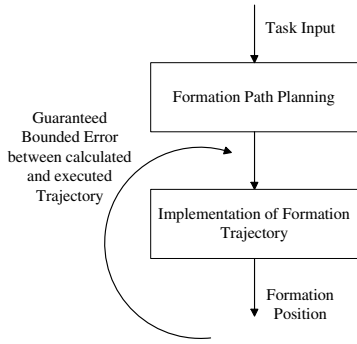 Task Input
Formation Path Planning
Guaranteed
Bounded Error
between calculated
and executed
Trajectory
Implementation of Formation
Trajectory
Formation
Position